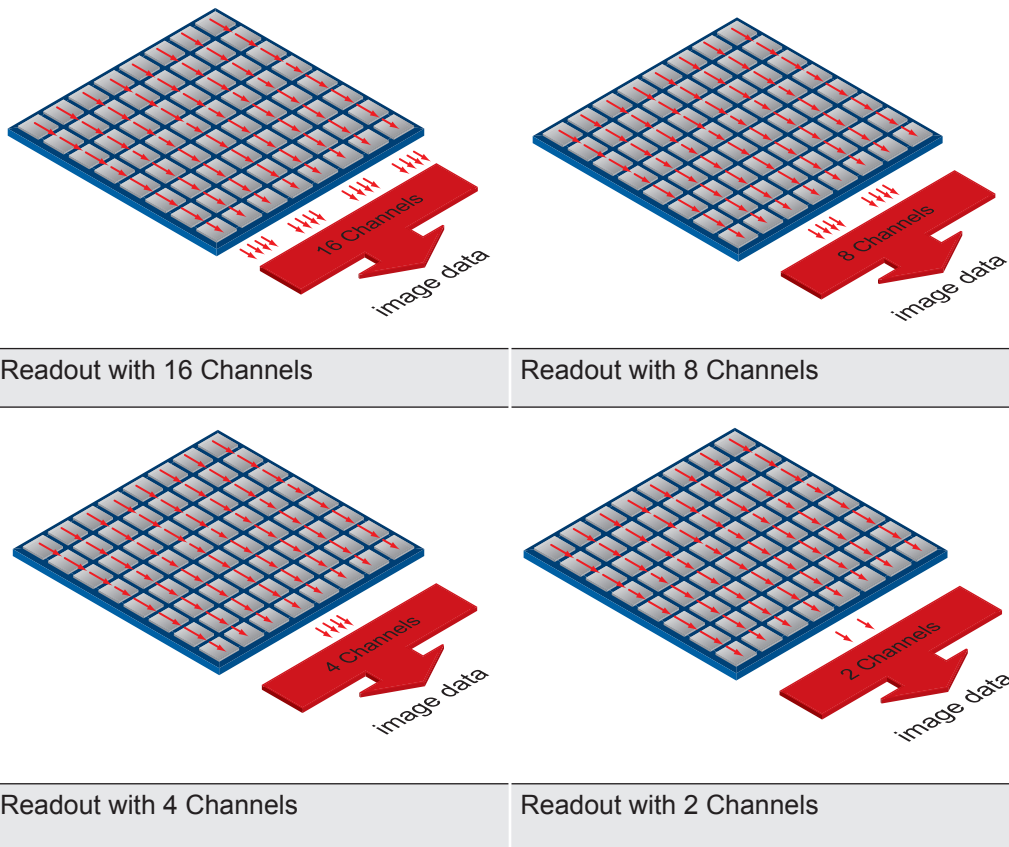 16 Channels
image data
8 Channels
image data
Readout with 16 Channels
Readout with 8 Channels
4 Channels
image data
2 Channels
image data
Readout with 4 Channels
Readout with 2 Channels